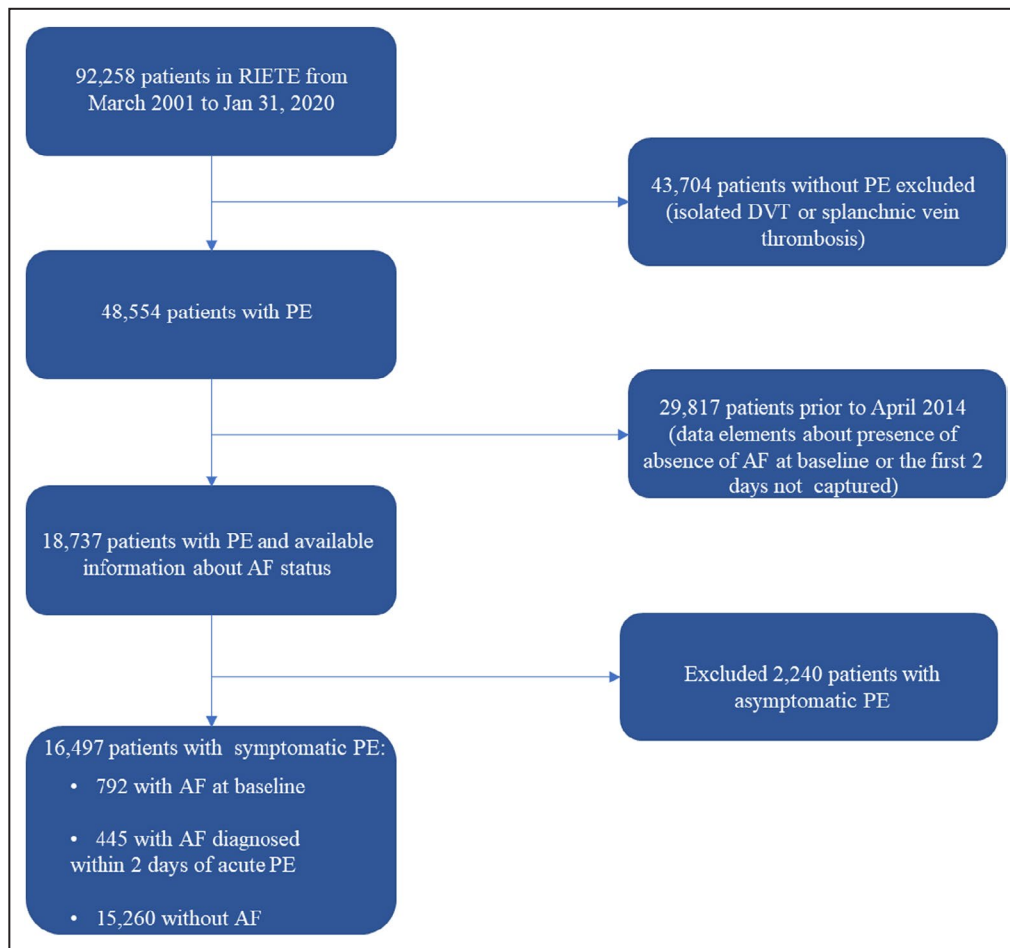 92,258 patients in RIETE from
March 2001 to Jan 31, 2020
43,704 patients without PE excluded
(isolated DVT or splanchnic vein
thrombosis)
48,554 patients with PE
29,817 patients prior to April 2014
(data elements about presence of
absence of AF at baseline or the first 2
days not captured)
18,737 patients with PE and available
information about AF status
Excluded 2,240 patients with
asymptomatic PE
16,497 patients with symptomatic PE:
• 792 with AF at baseline
• 445 with AF diagnosed
within 2 days of acute PE
• 15,260 without AF